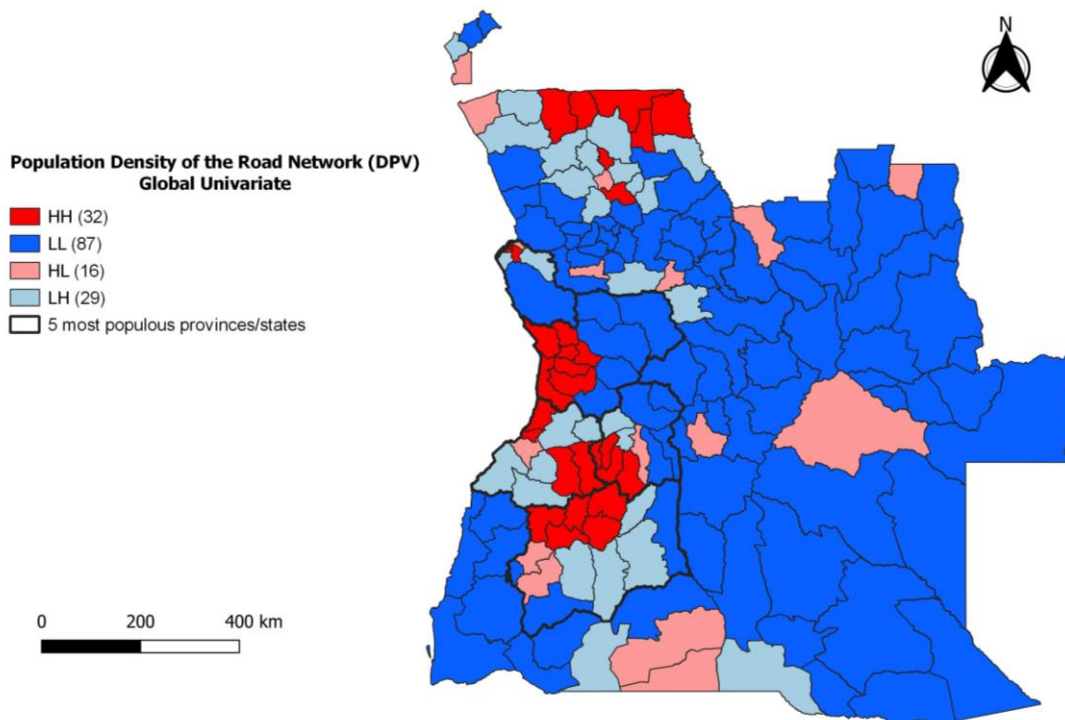 N
Population Density of the Road Network (DPV)
Global Univariate
HH (32)
LL (87)
HL (16)
LH (29)
5 most populous provinces/states
0 200 400 km